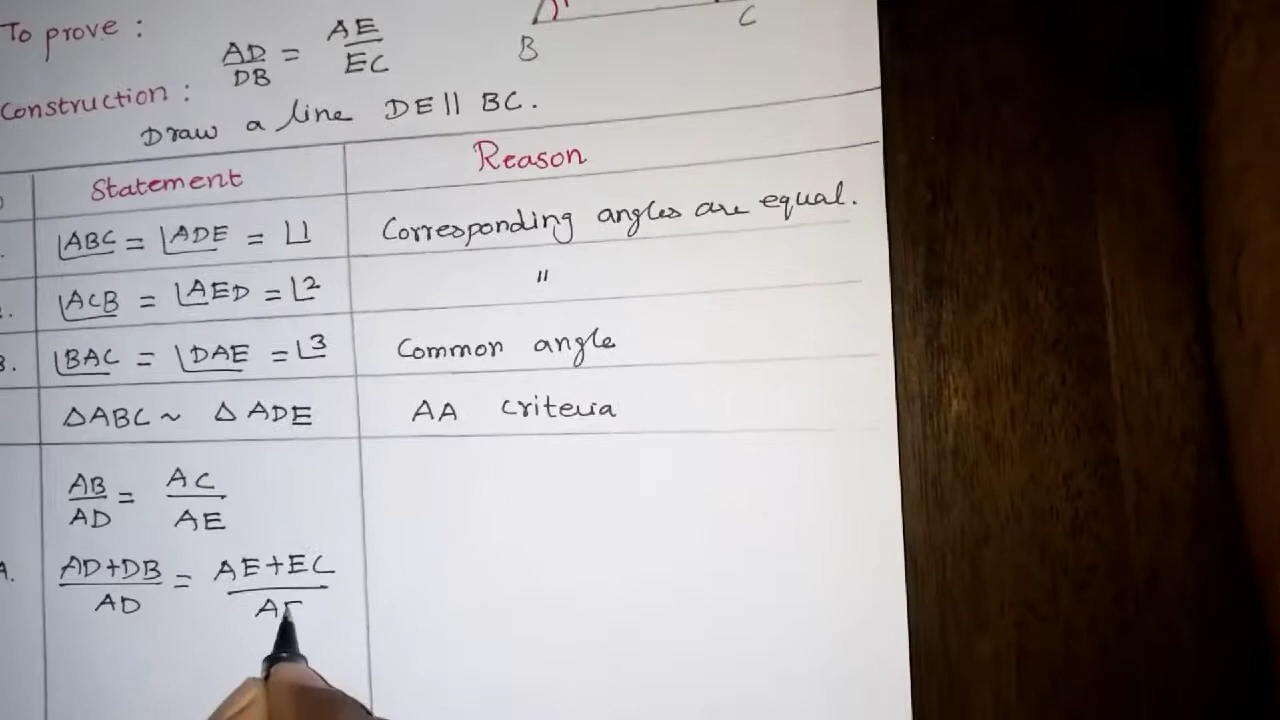 To prove :
AD/DB = AE/EC
B
C
Construction :
Draw a line DE || BC.
Statement
Reason
∠ABC = ∠ADE = ∠1
Corresponding angles are equal.
2. ∠ACB = ∠AED = ∠2
"
3. ∠BAC = ∠DAE = ∠3
Common angle
△ABC ~ △ADE
AA criteria
AB/AD = AC/AE
4. AD+DB/AD = AE+EC/AE